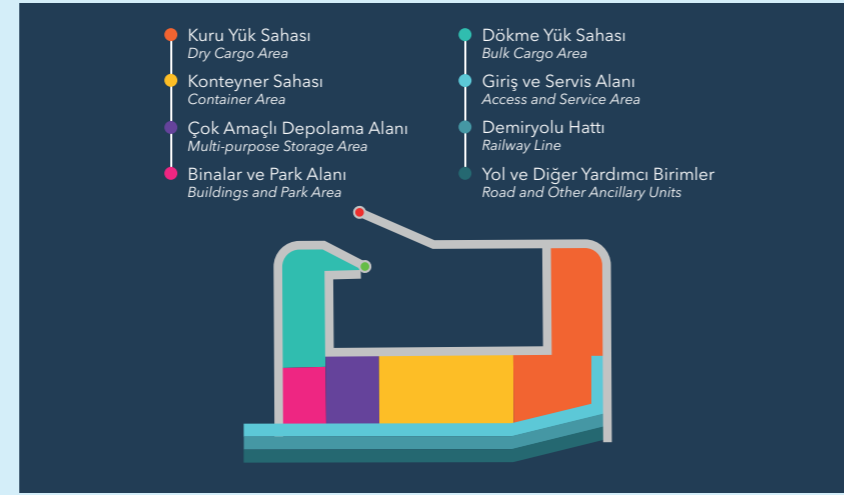 Kuru Yük Sahası
Dry Cargo Area
Konteyner Sahası
Container Area
Çok Amaçlı Depolama Alanı
Multi-purpose Storage Area
Binalar ve Park Alanı
Buildings and Park Area
Dökme Yük Sahası
Bulk Cargo Area
Giriş ve Servis Alanı
Access and Service Area
Demiryolu Hattı
Railway Line
Yol ve Diğer Yardımcı Birimler
Road and Other Ancillary Units